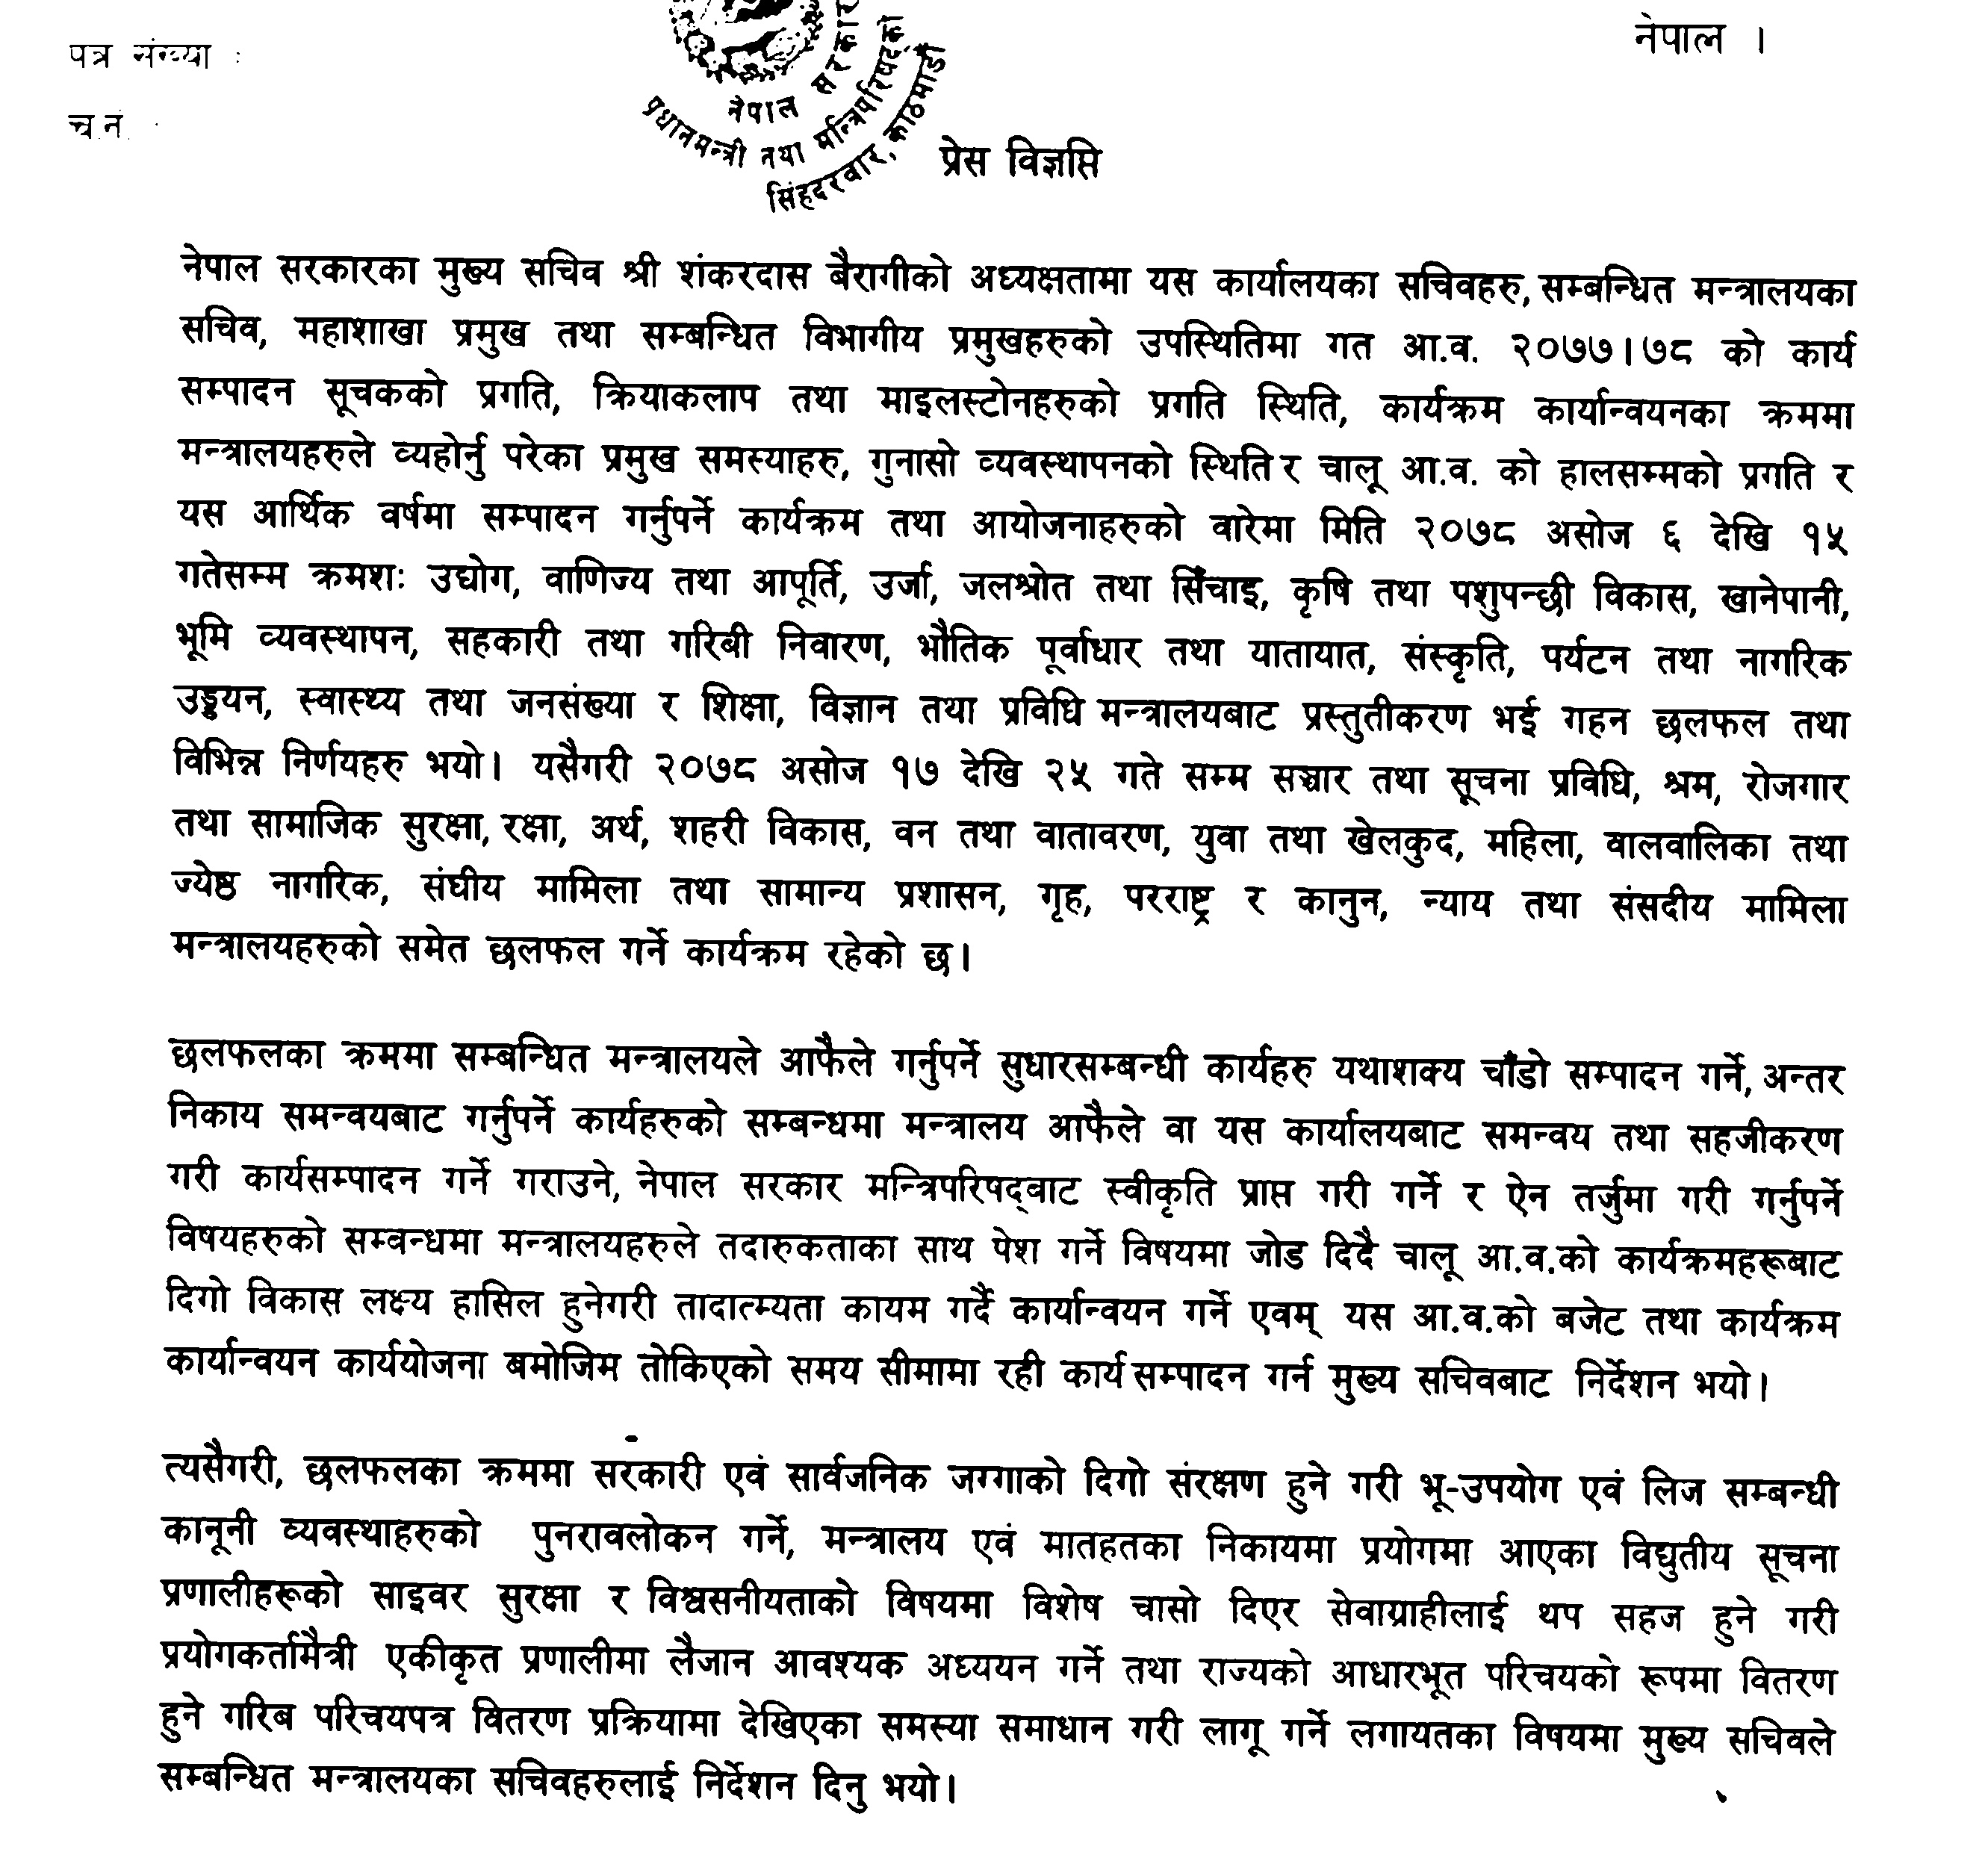 नेपाल ।
पत्र संख्या :
च.नं. :
नेपाल सरकार
प्रधानमन्त्री तथा मन्त्रिपरिषद्को
सिंहदरवार, काठमाडौं
प्रेस विज्ञप्ति
नेपाल सरकारका मुख्य सचिव श्री शंकरदास बैरागीको अध्यक्षतामा यस कार्यालयका सचिवहरु, सम्बन्धित मन्त्रालयका
सचिव, महाशाखा प्रमुख तथा सम्बन्धित विभागीय प्रमुखहरुको उपस्थितिमा गत आ.व. २०७७।७८ को कार्य
सम्पादन सूचकको प्रगति, क्रियाकलाप तथा माइलस्टोनहरुको प्रगति स्थिति, कार्यक्रम कार्यान्वयनका क्रममा
मन्त्रालयहरुले व्यहोर्नु परेका प्रमुख समस्याहरु, गुनासो व्यवस्थापनको स्थिति र चालू आ.व. को हालसम्मको प्रगति र
यस आर्थिक वर्षमा सम्पादन गर्नुपर्ने कार्यक्रम तथा आयोजनाहरुको वारेमा मिति २०७८ असोज ६ देखि १५
गतेसम्म क्रमशः उद्योग, वाणिज्य तथा आपूर्ति, उर्जा, जलश्रोत तथा सिँचाइ, कृषि तथा पशुपन्छी विकास, खानेपानी,
भूमि व्यवस्थापन, सहकारी तथा गरिबी निवारण, भौतिक पूर्वाधार तथा यातायात, संस्कृति, पर्यटन तथा नागरिक
उड्डयन, स्वास्थ्य तथा जनसंख्या र शिक्षा, विज्ञान तथा प्रविधि मन्त्रालयबाट प्रस्तुतीकरण भई गहन छलफल तथा
विभिन्न निर्णयहरु भयो। यसैगरी २०७८ असोज १७ देखि २५ गते सम्म सञ्चार तथा सूचना प्रविधि, श्रम, रोजगार
तथा सामाजिक सुरक्षा, रक्षा, अर्थ, शहरी विकास, वन तथा वातावरण, युवा तथा खेलकुद, महिला, वालवालिका तथा
ज्येष्ठ नागरिक, संघीय मामिला तथा सामान्य प्रशासन, गृह, परराष्ट्र र कानुन, न्याय तथा संसदीय मामिला
मन्त्रालयहरुको समेत छलफल गर्ने कार्यक्रम रहेको छ।
छलफलका क्रममा सम्बन्धित मन्त्रालयले आफैले गर्नुपर्ने सुधारसम्बन्धी कार्यहरु यथाशक्य चाँडो सम्पादन गर्ने, अन्तर
निकाय समन्वयबाट गर्नुपर्ने कार्यहरुको सम्बन्धमा मन्त्रालय आफैले वा यस कार्यालयबाट समन्वय तथा सहजीकरण
गरी कार्यसम्पादन गर्ने गराउने, नेपाल सरकार मन्त्रिपरिषद्बाट स्वीकृति प्राप्त गरी गर्ने र ऐन तर्जुमा गरी गर्नुपर्ने
विषयहरुको सम्वन्धमा मन्त्रालयहरुले तदारुकताका साथ पेश गर्ने विषयमा जोड दिदै चालू आ.व.को कार्यक्रमहरूबाट
दिगो विकास लक्ष्य हासिल हुनेगरी तादात्म्यता कायम गर्दै कार्यान्वयन गर्ने एवम् यस आ.व.को बजेट तथा कार्यक्रम
कार्यान्वयन कार्ययोजना बमोजिम तोकिएको समय सीमामा रही कार्य सम्पादन गर्न मुख्य सचिवबाट निर्देशन भयो।
त्यसैगरी, छलफलका क्रममा सरकारी एवं सार्वजनिक जग्गाको दिगो संरक्षण हुने गरी भू-उपयोग एवं लिज सम्बन्धी
कानूनी व्यवस्थाहरुको पुनरावलोकन गर्ने, मन्त्रालय एवं मातहतका निकायमा प्रयोगमा आएका विद्युतीय सूचना
प्रणालीहरूको साइवर सुरक्षा र विश्वसनीयताको विषयमा विशेष चासो दिएर सेवाग्राहीलाई थप सहज हुने गरी
प्रयोगकर्तामैत्री एकीकृत प्रणालीमा लैजान आवश्यक अध्ययन गर्ने तथा राज्यको आधारभूत परिचयको रूपमा वितरण
हुने गरिब परिचयपत्र वितरण प्रक्रियामा देखिएका समस्या समाधान गरी लागू गर्ने लगायतका विषयमा मुख्य सचिवले
सम्बन्धित मन्त्रालयका सचिवहरुलाई निर्देशन दिनु भयो।